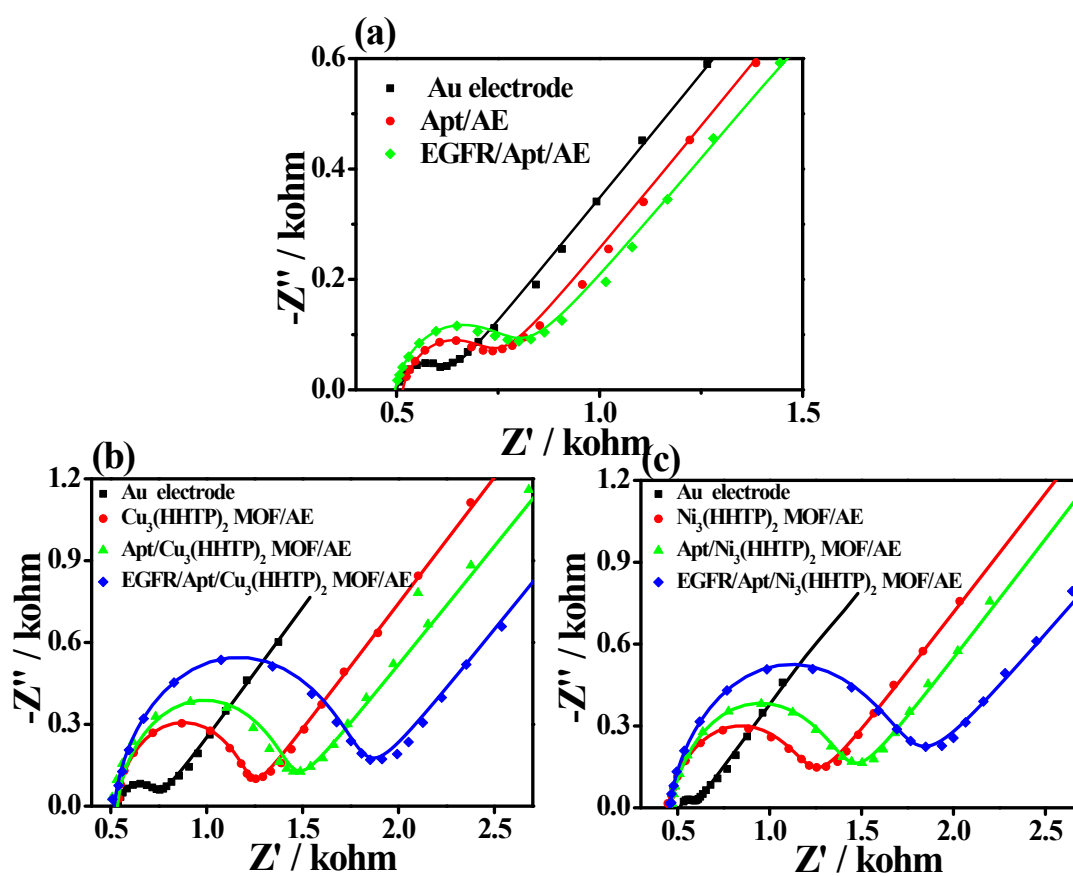 (a)
0.6
0.4
0.2
0.0
-Z'' / kohm
Au electrode
Apt/AE
EGFR/Apt/AE
0.5 1.0 1.5
Z' / kohm
(b)
1.2
0.9
0.6
0.3
0.0
-Z'' / kohm
Au electrode
Cu₃(HHTP)₂ MOF/AE
Apt/Cu₃(HHTP)₂ MOF/AE
EGFR/Apt/Cu₃(HHTP)₂ MOF/AE
0.5 1.0 1.5 2.0 2.5
Z' / kohm
(c)
1.2
0.9
0.6
0.3
0.0
-Z'' / kohm
Au electrode
Ni₃(HHTP)₂ MOF/AE
Apt/Ni₃(HHTP)₂ MOF/AE
EGFR/Apt/Ni₃(HHTP)₂ MOF/AE
0.5 1.0 1.5 2.0 2.5
Z' / kohm